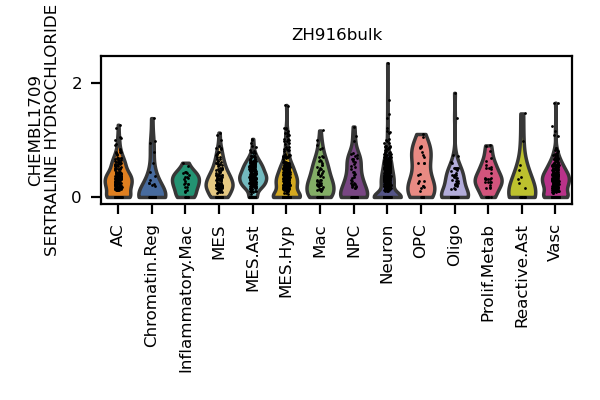 ZH916bulk
CHEMBL1709
SERTRALINE HYDROCHLORIDE
2
0
AC
Chromatin.Reg
Inflammatory.Mac
MES
MES.Ast
MES.Hyp
Mac
NPC
Neuron
OPC
Oligo
Prolif.Metab
Reactive.Ast
Vasc